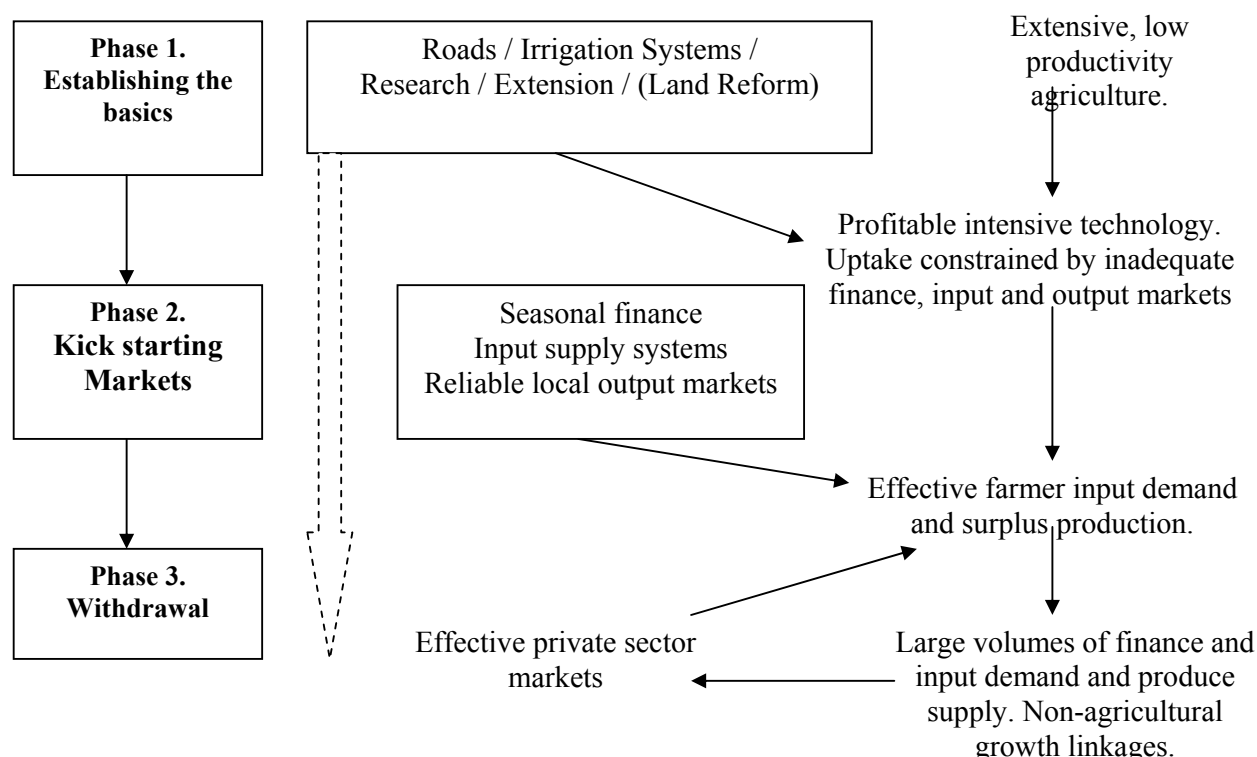 Phase 1.
Establishing the
basics
Roads / Irrigation Systems /
Research / Extension / (Land Reform)
Extensive, low
productivity
agriculture.
Profitable intensive technology.
Uptake constrained by inadequate
finance, input and output markets
Phase 2.
Kick starting
Markets
Seasonal finance
Input supply systems
Reliable local output markets
Effective farmer input demand
and surplus production.
Phase 3.
Withdrawal
Effective private sector
markets
Large volumes of finance and
input demand and produce
supply. Non-agricultural
growth linkages.